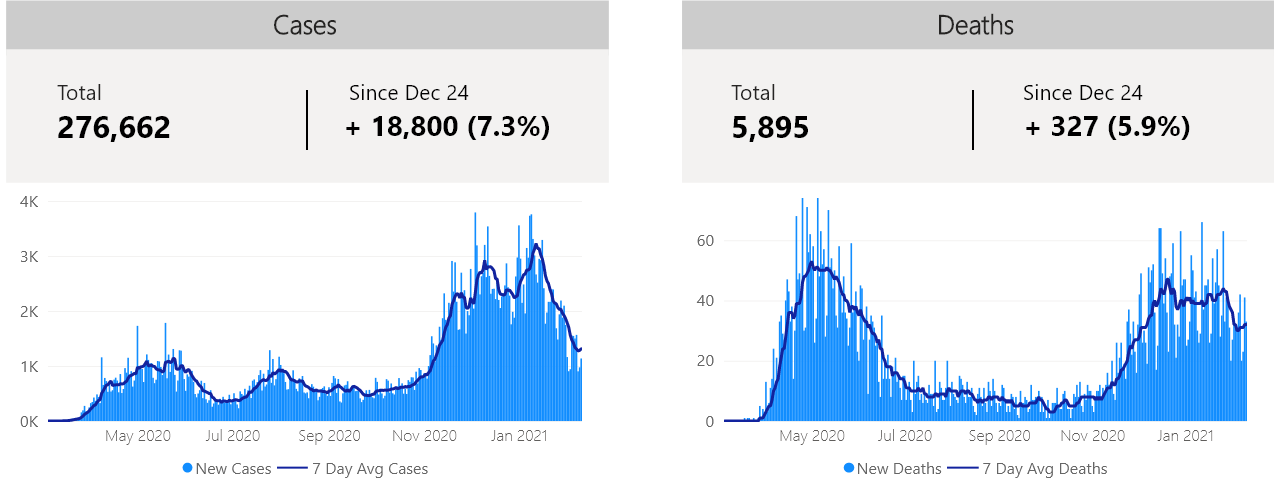 Cases
Total
276,662
Since Dec 24
+ 18,800 (7.3%)
4K
3K
2K
1K
0K
May 2020 Jul 2020 Sep 2020 Nov 2020 Jan 2021
New Cases 7 Day Avg Cases
Deaths
Total
5,895
Since Dec 24
+ 327 (5.9%)
60
40
20
0
May 2020 Jul 2020 Sep 2020 Nov 2020 Jan 2021
New Deaths 7 Day Avg Deaths